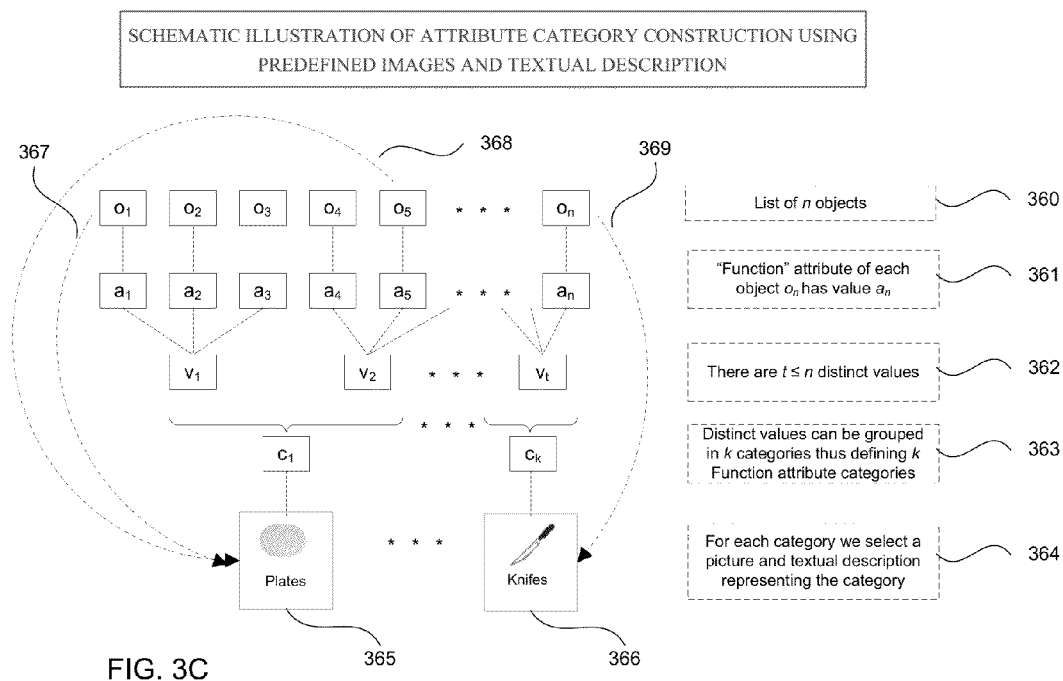 SCHEMATIC ILLUSTRATION OF ATTRIBUTE CATEGORY CONSTRUCTION USING
PREDEFINED IMAGES AND TEXTUAL DESCRIPTION
367
368
369
o1 o2 o3 o4 o5 * * * on
List of n objects
360
a1 a2 a3 a4 a5 * * * an
"Function" attribute of each
object on has value an
361
v1 v2 * * * vt
There are t ≤ n distinct values
362
* * *
c1 ck
Distinct values can be grouped
in k categories thus defining k
Function attribute categories
363
* * *
Plates
Knifes
For each category we select a
picture and textual description
representing the category
364
365
366
FIG. 3C